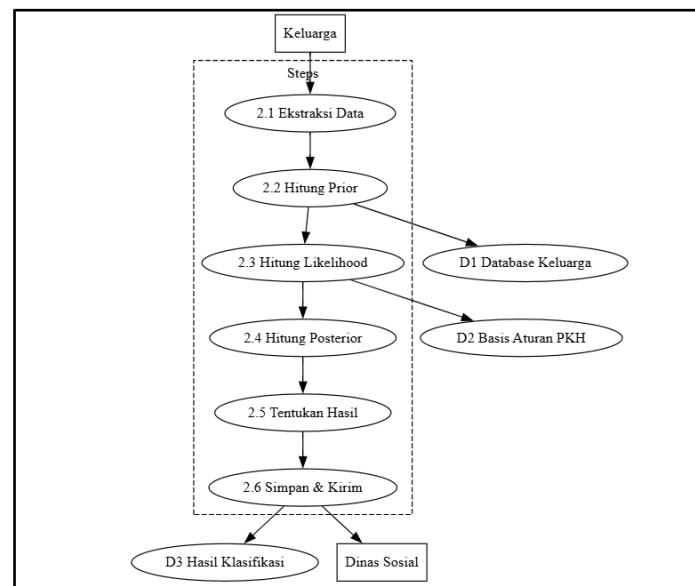 Keluarga
Steps
2.1 Ekstraksi Data
2.2 Hitung Prior
2.3 Hitung Likelihood
D1 Database Keluarga
2.4 Hitung Posterior
D2 Basis Aturan PKH
2.5 Tentukan Hasil
2.6 Simpan & Kirim
D3 Hasil Klasifikasi
Dinas Sosial